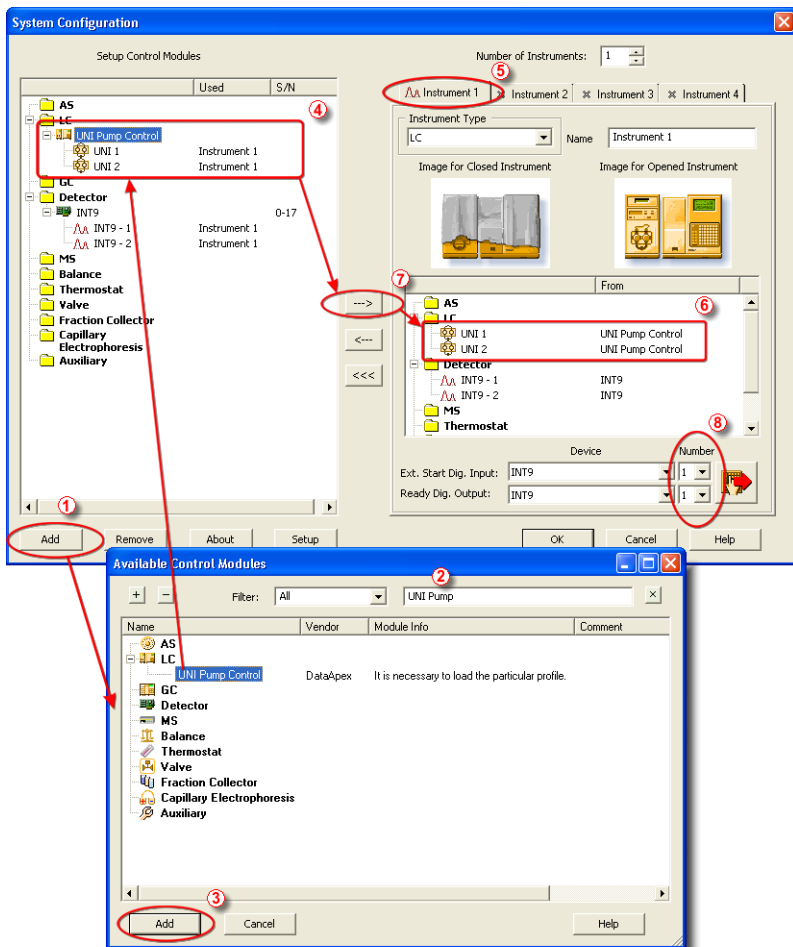 System Configuration
Setup Control Modules
Number of Instruments: 1
Used S/N
④
AS
LC
UNI Pump Control
UNI 1 Instrument 1
UNI 2 Instrument 1
GC
Detector
INT9 0-17
INT9 - 1 Instrument 1
INT9 - 2 Instrument 1
MS
Balance
Thermostat
Valve
Fraction Collector
Capillary
Electrophoresis
Auxiliary
⑤
Instrument 1 Instrument 2 Instrument 3 Instrument 4
Instrument Type
LC Name Instrument 1
Image for Closed Instrument Image for Opened Instrument
⑦
--->
<---
<<<
From
⑥
AS
LC
UNI 1 UNI Pump Control
UNI 2 UNI Pump Control
Detector
INT9 - 1 INT9
INT9 - 2 INT9
MS
Thermostat
⑧
Device Number
Ext. Start Dig. Input: INT9 1
Ready Dig. Output: INT9 1
①
Add Remove About Setup OK Cancel Help
Available Control Modules
②
+ - Filter: All UNI Pump ×
Name Vendor Module Info Comment
AS
LC
UNI Pump Control DataApex It is necessary to load the particular profile.
GC
Detector
MS
Balance
Thermostat
Valve
Fraction Collector
Capillary Electrophoresis
Auxiliary
③
Add Cancel Help